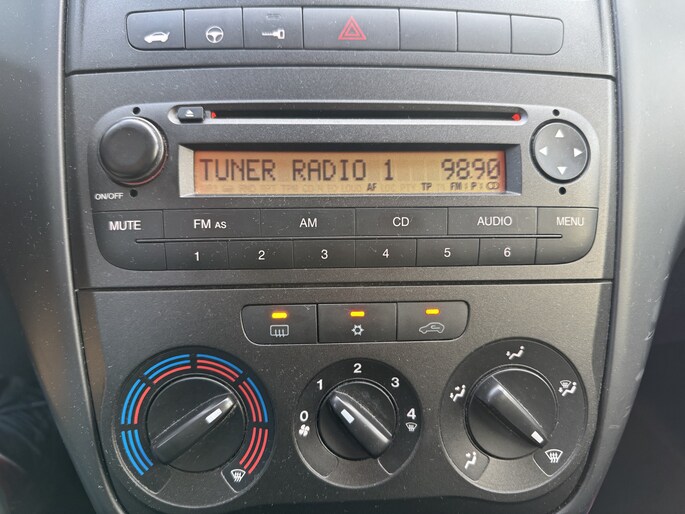 TUNER RADIO 1 98.90
AF TP FM1P
ON/OFF
MUTE FM AS AM CD AUDIO MENU
1 2 3 4 5 6
0 1 2 3 4